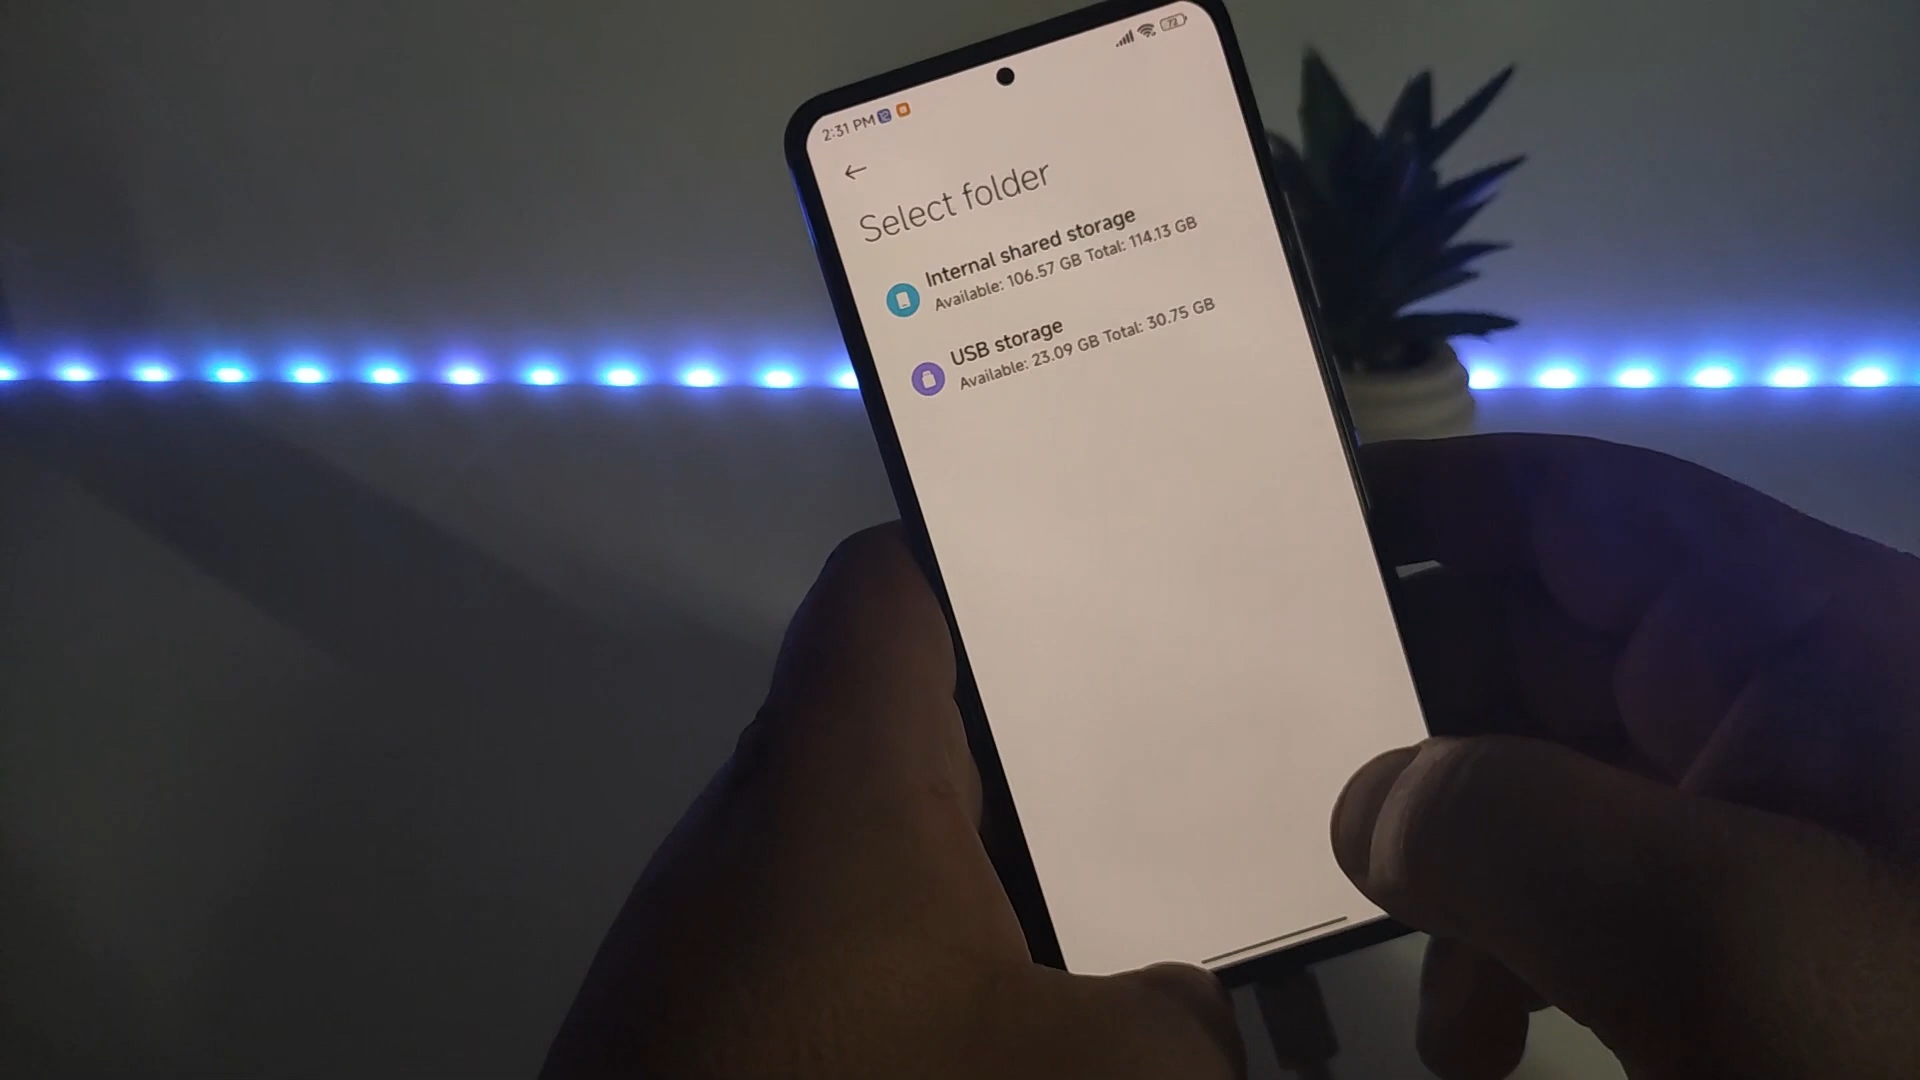 2:31 PM
72
Select folder
Internal shared storage
Available: 106.57 GB Total: 114.13 GB
USB storage
Available: 23.09 GB Total: 30.75 GB